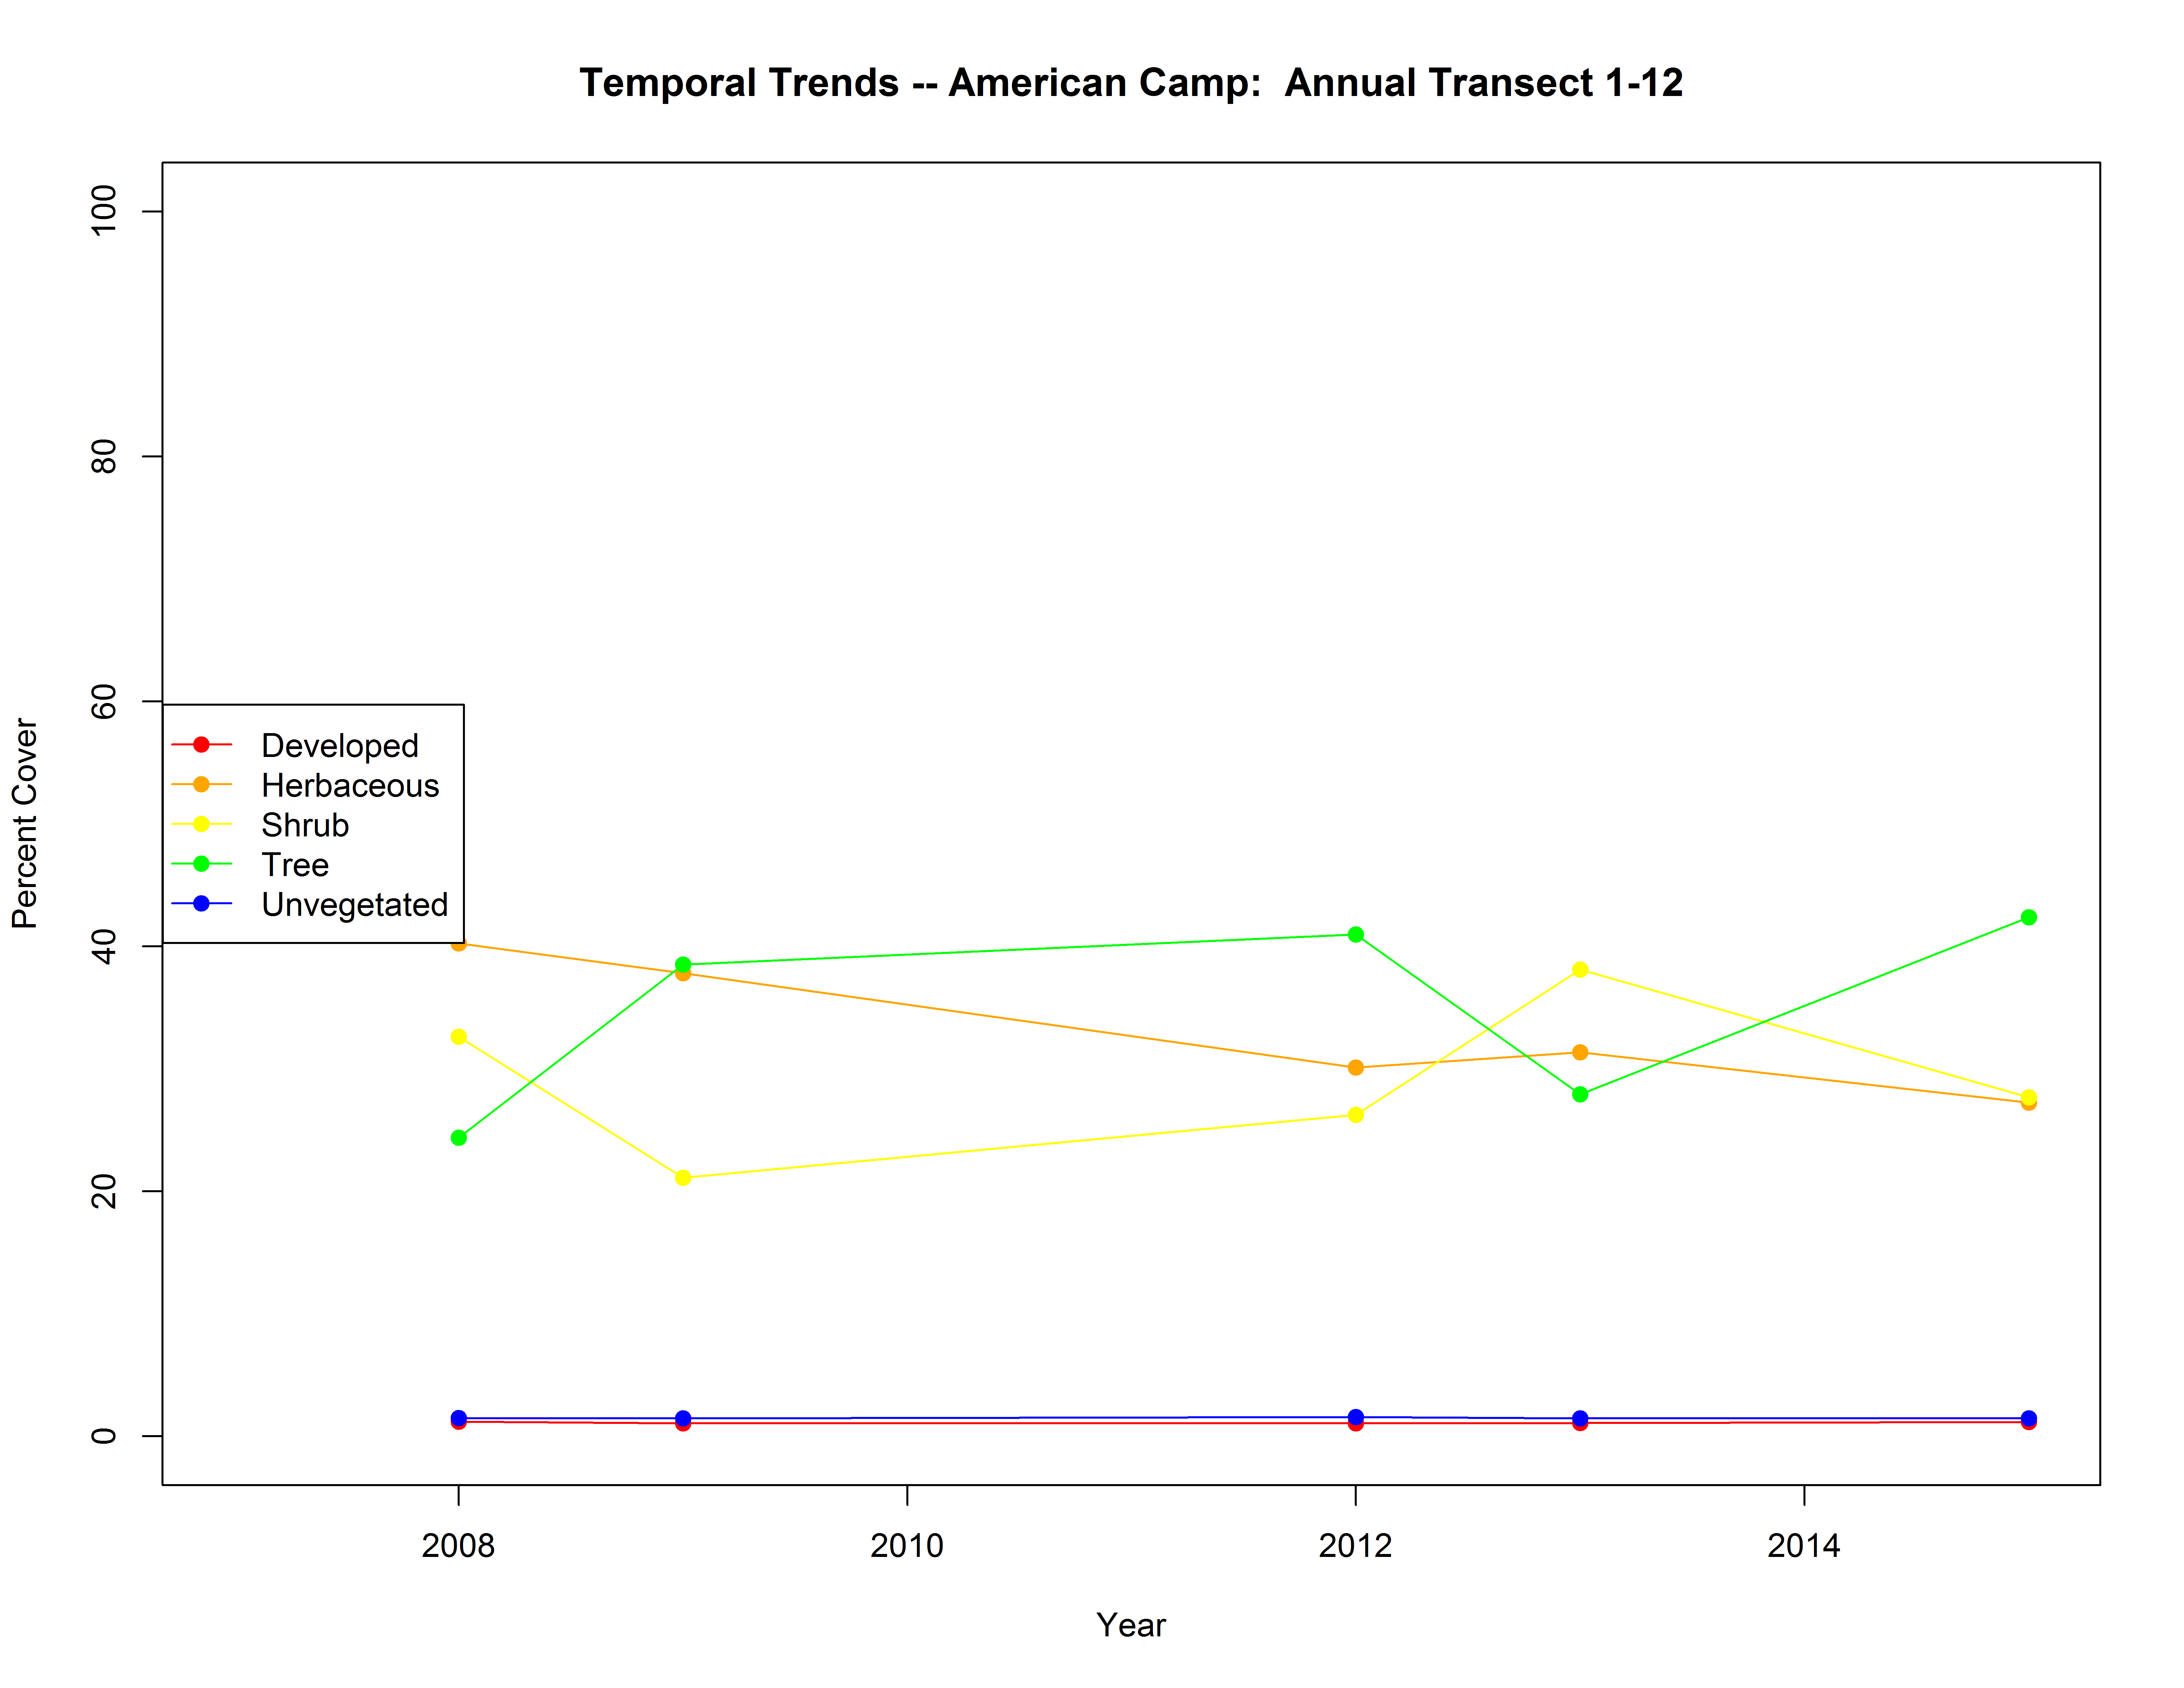 Temporal Trends -- American Camp:  Annual Transect 1-12
Percent Cover
100
80
60
40
20
0
Developed
Herbaceous
Shrub
Tree
Unvegetated
2008 2010 2012 2014
Year